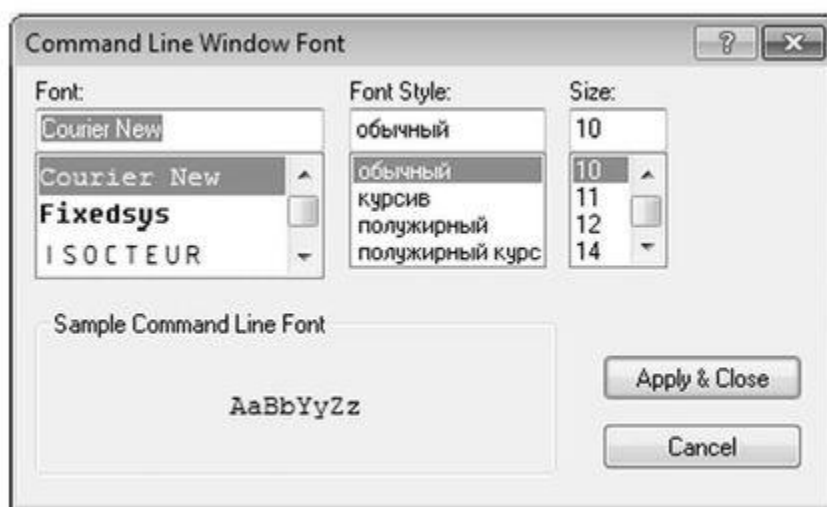 Command Line Window Font
Font: Font Style: Size:
Courier New обычный 10
Courier New обычный 10
Fixedsys курсив 11
ISOCTEUR полужирный 12
полужирный курс 14
Sample Command Line Font
AaBbYyZz
Apply & Close
Cancel